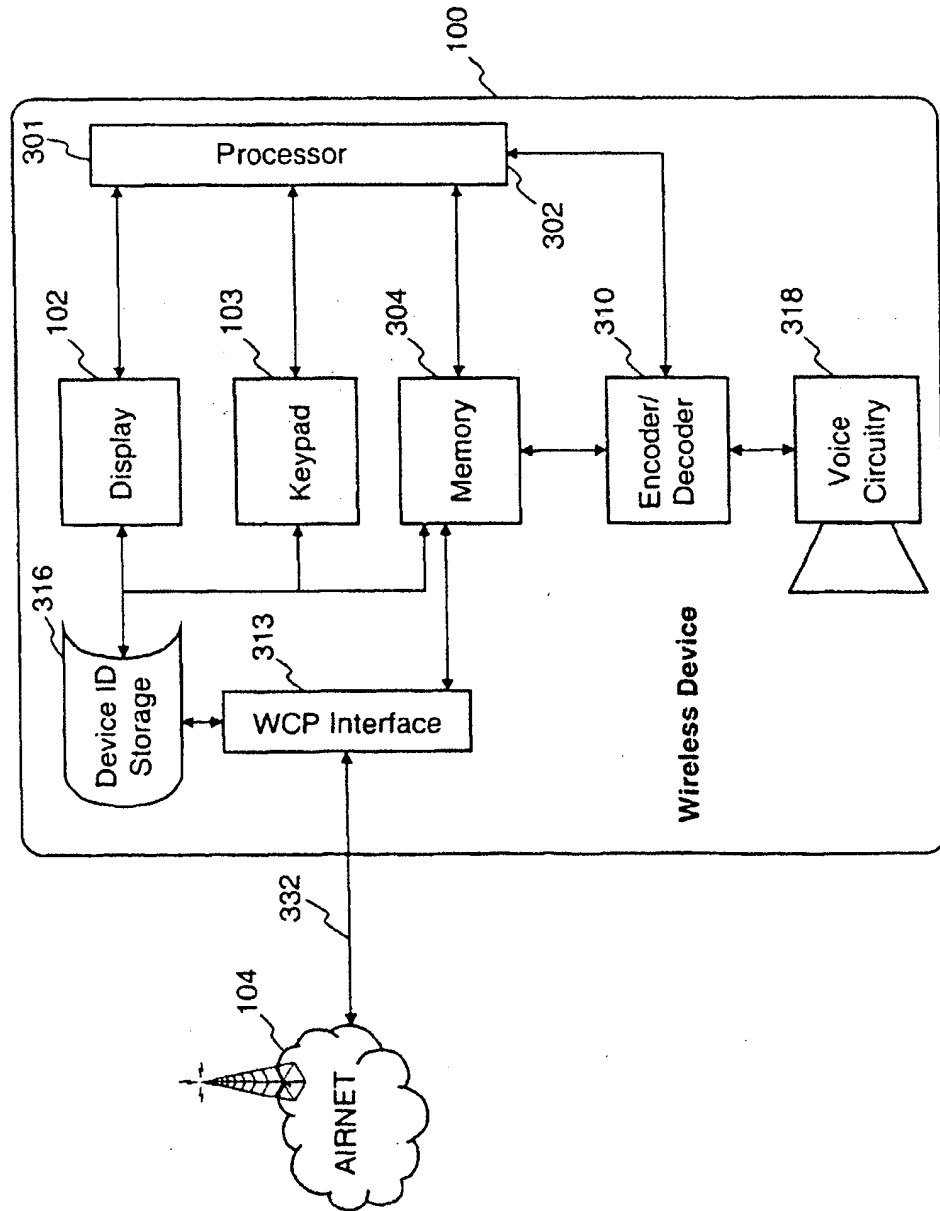 100
301
Processor
302
102
103
304
310
318
Display
Keypad
Memory
Encoder/
Decoder
Voice
Circuitry
316
Device ID
Storage
313
WCP Interface
Wireless Device
332
104
AIRNET